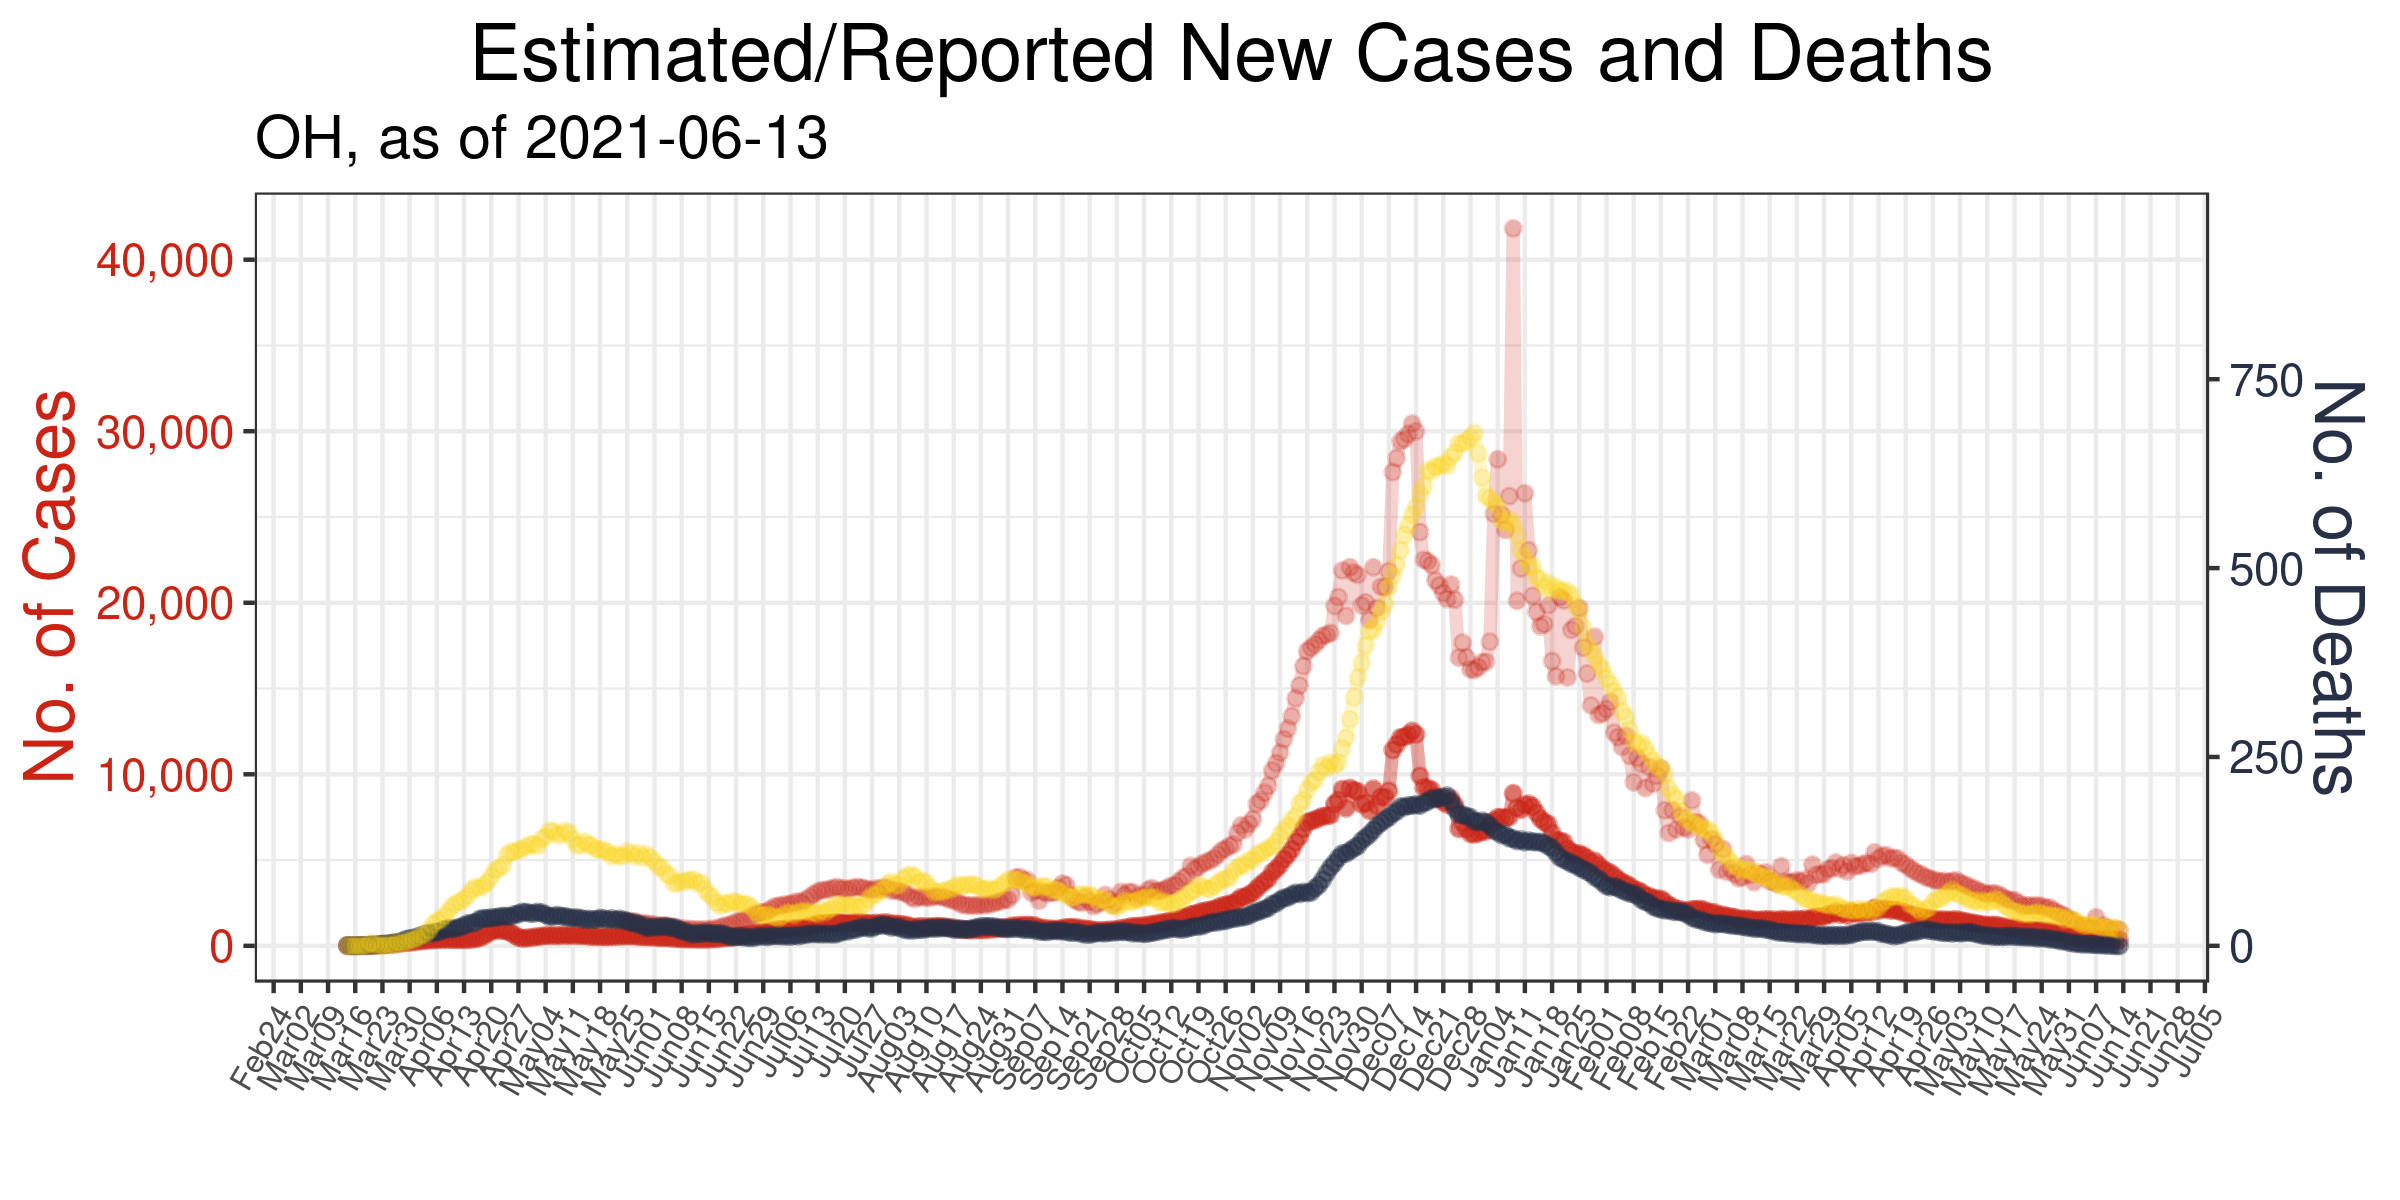 Estimated/Reported New Cases and Deaths
OH, as of 2021-06-13
No. of Cases
40,000
30,000
20,000
10,000
0
750
500
250
0
No. of Deaths
Feb24
Mar02
Mar09
Mar16
Mar23
Mar30
Apr06
Apr13
Apr20
Apr27
May04
May11
May18
May25
Jun01
Jun08
Jun15
Jun22
Jun29
Jul06
Jul13
Jul20
Jul27
Aug03
Aug10
Aug17
Aug24
Aug31
Sep07
Sep14
Sep21
Sep28
Oct05
Oct12
Oct19
Oct26
Nov02
Nov09
Nov16
Nov23
Nov30
Dec07
Dec14
Dec21
Dec28
Jan04
Jan11
Jan18
Jan25
Feb01
Feb08
Feb15
Feb22
Mar01
Mar08
Mar15
Mar22
Mar29
Apr05
Apr12
Apr19
Apr26
May03
May10
May17
May24
May31
Jun07
Jun14
Jun21
Jun28
Jul05